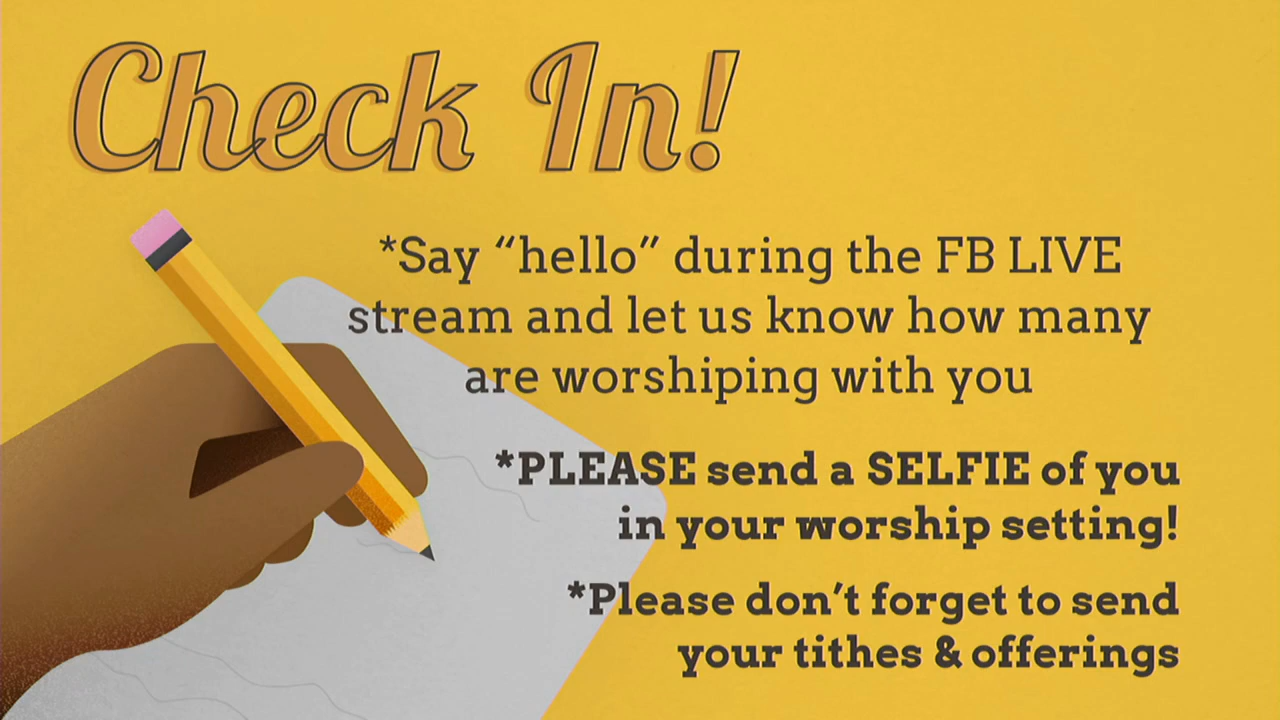 Check In!
*Say “hello” during the FB LIVE
stream and let us know how many
are worshiping with you
*PLEASE send a SELFIE of you
in your worship setting!
*Please don’t forget to send
your tithes & offerings